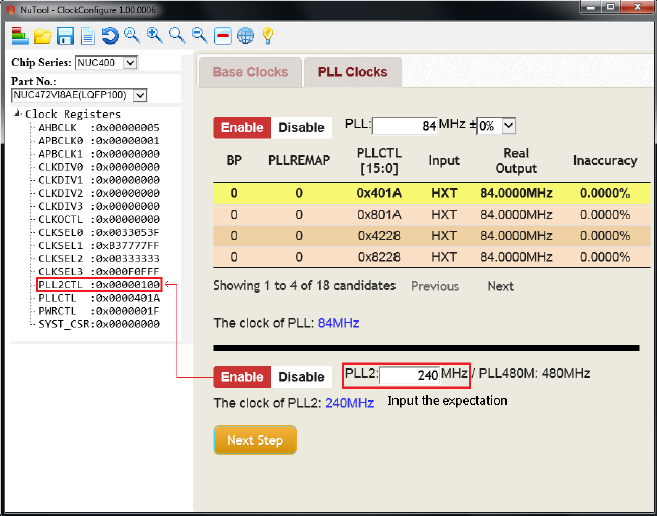 NuTool - ClockConfigure 1.00.0006
Chip Series: NUC400
Part No.:
NUC472VI8AE(LQFP100)
Clock Registers
AHBCLK :0x00000005
APBCLK0 :0x00000001
APBCLK1 :0x00000000
CLKDIV0 :0x00000000
CLKDIV1 :0x00000000
CLKDIV2 :0x00000000
CLKDIV3 :0x00000000
CLKOCTL :0x00000000
CLKSEL0 :0x0033053F
CLKSEL1 :0xB37777FF
CLKSEL2 :0x00333333
CLKSEL3 :0x000F0FFF
PLL2CTL :0x00000100
PLLCTL :0x0000401A
PWRCTL :0x0000001F
SYST_CSR:0x00000000
Base Clocks PLL Clocks
Enable Disable PLL: 84 MHz ± 0%
BP PLLREMAP PLLCTL [15:0] Input Real Output Inaccuracy
0 0 0x401A HXT 84.0000MHz 0.0000%
0 0 0x801A HXT 84.0000MHz 0.0000%
0 0 0x4228 HXT 84.0000MHz 0.0000%
0 0 0x8228 HXT 84.0000MHz 0.0000%
Showing 1 to 4 of 18 candidates Previous Next
The clock of PLL: 84MHz
Enable Disable PLL2: 240 MHz / PLL480M: 480MHz
The clock of PLL2: 240MHz Input the expectation
Next Step